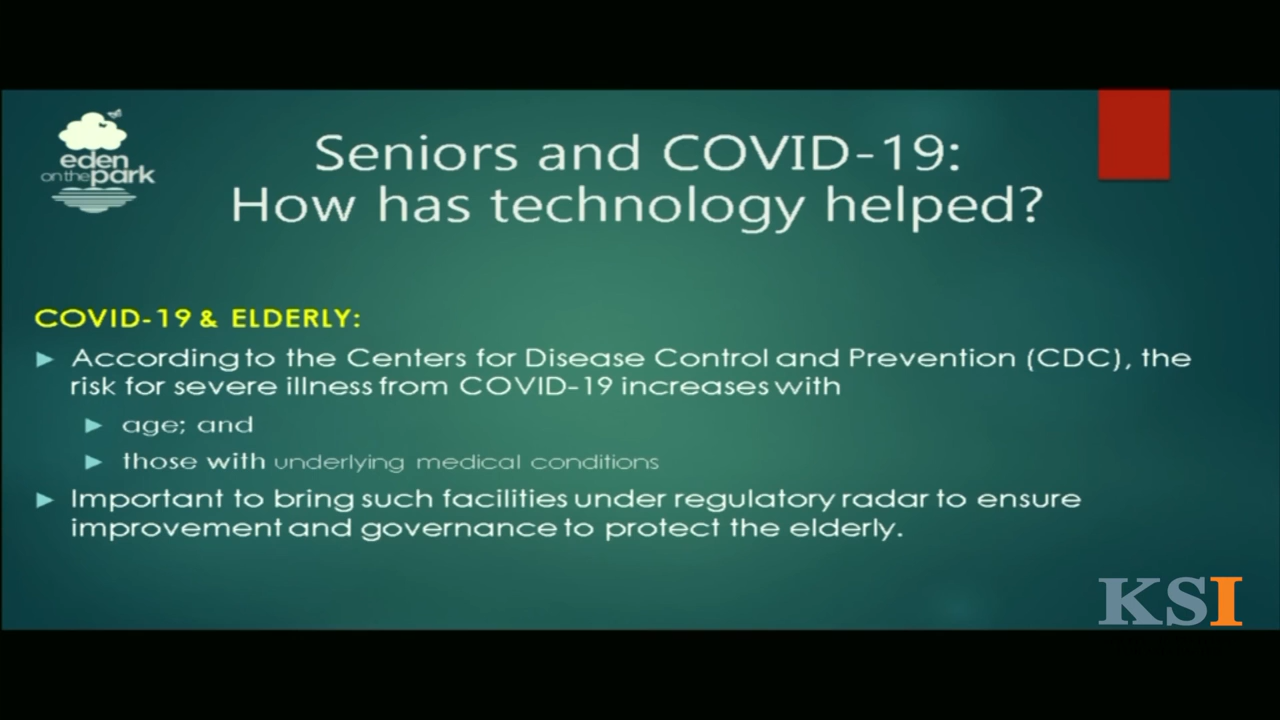 eden
on the park
Seniors and COVID-19:
How has technology helped?
COVID-19 & ELDERLY:
According to the Centers for Disease Control and Prevention (CDC), the
risk for severe illness from COVID-19 increases with
age; and
those with underlying medical conditions
Important to bring such facilities under regulatory radar to ensure
improvement and governance to protect the elderly.
KSI